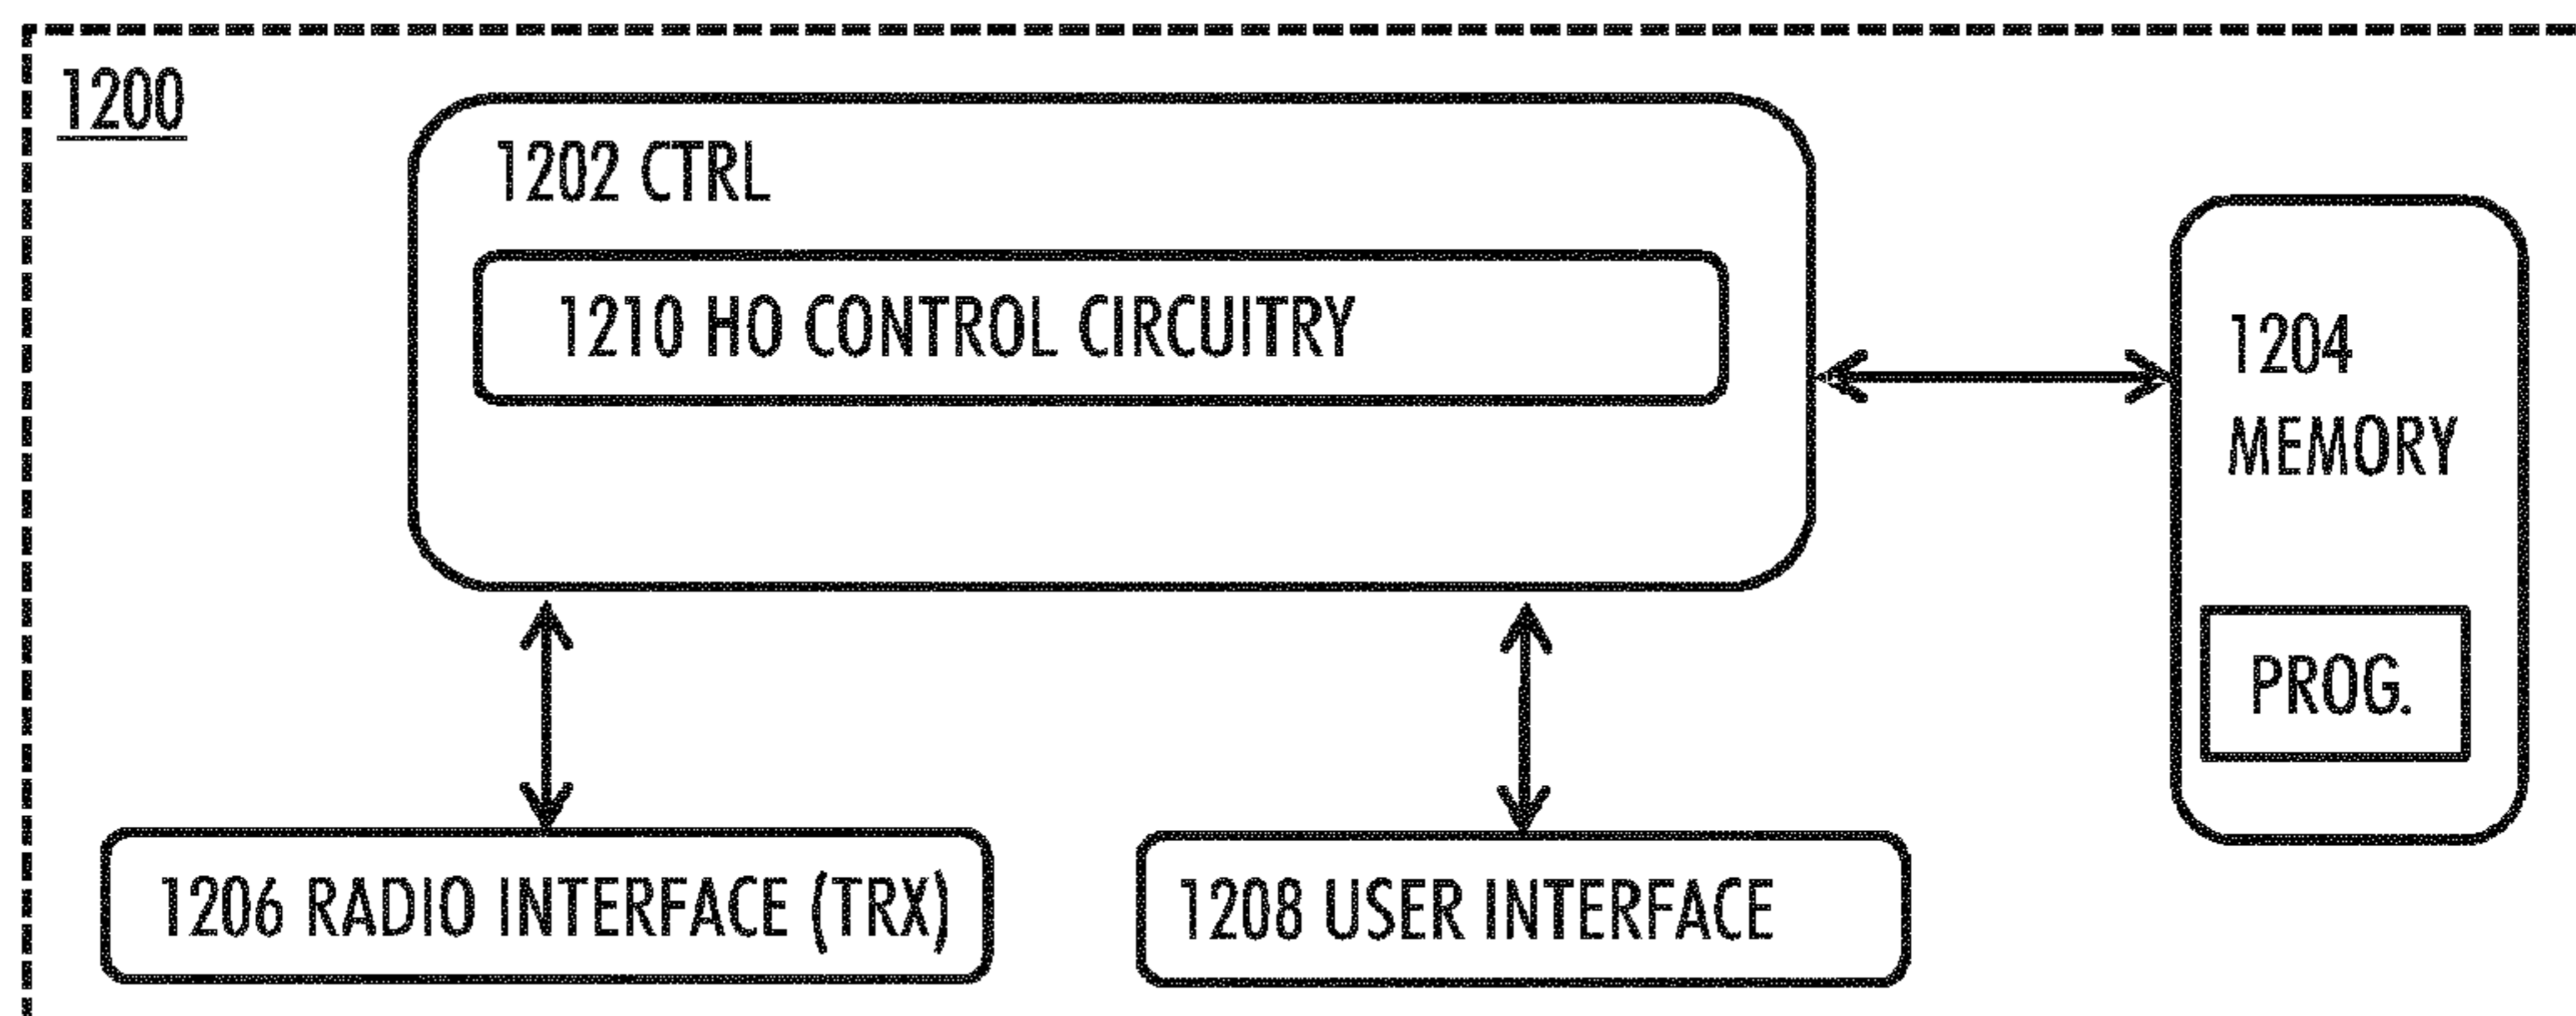 1200
1202 CTRL
1210 HO CONTROL CIRCUITRY
1204
MEMORY
PROG.
1206 RADIO INTERFACE (TRX)
1208 USER INTERFACE